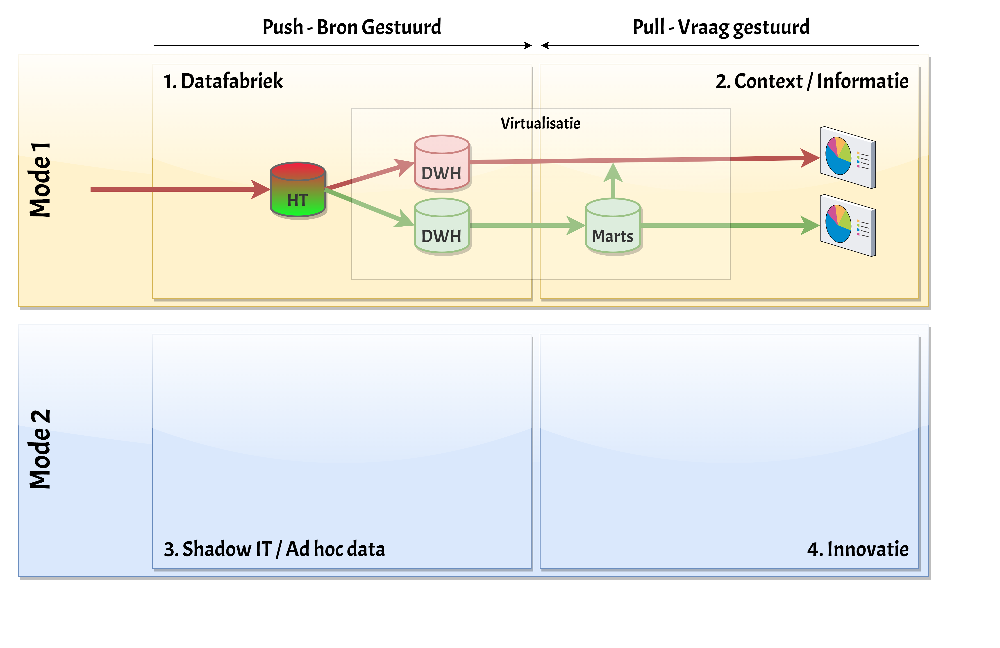 Push - Bron Gestuurd
Pull - Vraag gestuurd
1. Datafabriek
2. Context / Informatie
Virtualisatie
Mode 1
DWH
HT
DWH
Marts
Mode 2
3. Shadow IT / Ad hoc data
4. Innovatie